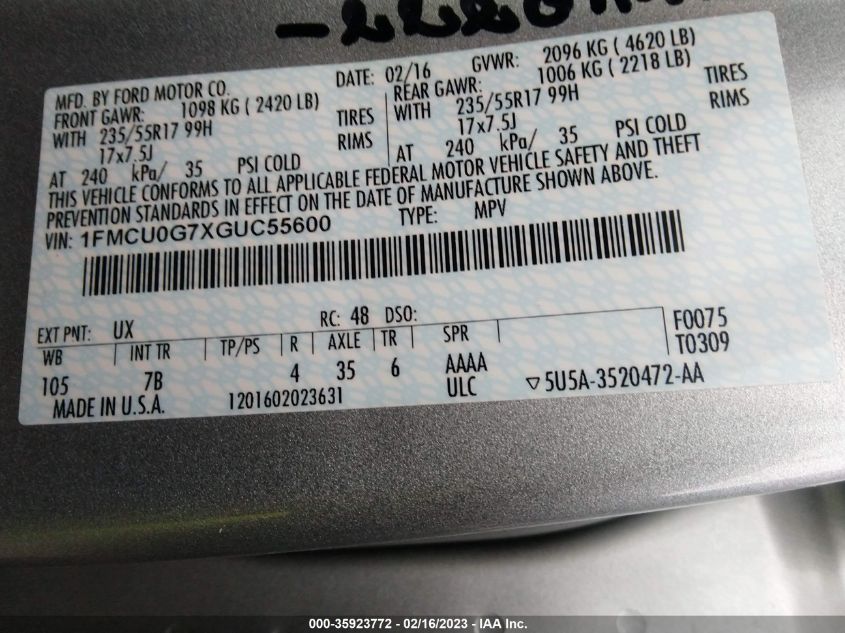 MFD. BY FORD MOTOR CO. DATE: 02/16 GVWR: 2096 KG ( 4620 LB)
FRONT GAWR: 1098 KG ( 2420 LB) REAR GAWR: 1006 KG ( 2218 LB)
WITH 235/55R17 99H TIRES WITH 235/55R17 99H TIRES
17x7.5J RIMS 17x7.5J RIMS
AT 240 kPa/ 35 PSI COLD AT 240 kPa/ 35 PSI COLD
THIS VEHICLE CONFORMS TO ALL APPLICABLE FEDERAL MOTOR VEHICLE SAFETY AND THEFT
PREVENTION STANDARDS IN EFFECT ON THE DATE OF MANUFACTURE SHOWN ABOVE.
VIN: 1FMCU0G7XGUC55600 TYPE: MPV
EXT PNT: UX RC: 48 DSO: F0075
WB INT TR TP/PS R AXLE TR SPR T0309
105 7B 4 35 6 AAAA
ULC ▽5U5A-3520472-AA
MADE IN U.S.A. 1201602023631
000-35923772 - 02/16/2023 - IAA Inc.